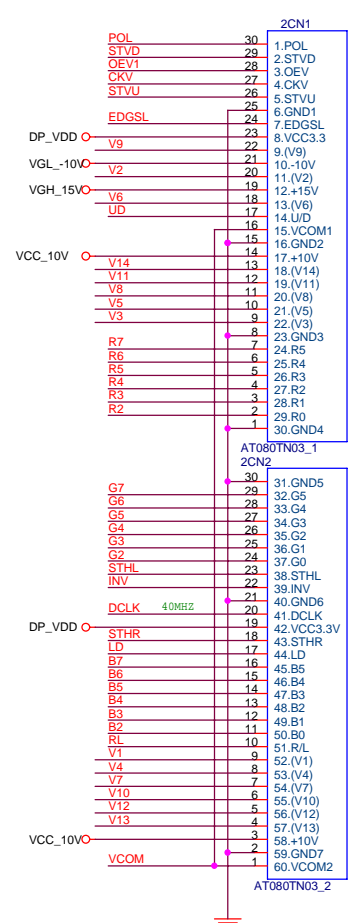 2CN1
POL 30 1.POL
STVD 29 2.STVD
OEV1 28 3.OEV
CKV 27 4.CKV
STVU 26 5.STVU
25 6.GND1
EDGSL 24 7.EDGSL
DP_VDD 23 8.VCC3.3
V9 22 9.(V9)
VGL_-10V 21 10.-10V
V2 20 11.(V2)
VGH_15V 19 12.+15V
V6 18 13.(V6)
UD 17 14.U/D
16 15.VCOM1
15 16.GND2
VCC_10V 14 17.+10V
V14 13 18.(V14)
V11 12 19.(V11)
V8 11 20.(V8)
V5 10 21.(V5)
V3 9 22.(V3)
8 23.GND3
R7 7 24.R5
R6 6 25.R4
R5 5 26.R3
R4 4 27.R2
R3 3 28.R1
R2 2 29.R0
1 30.GND4
AT080TN03_1
2CN2
30 31.GND5
G7 29 32.G5
G6 28 33.G4
G5 27 34.G3
G4 26 35.G2
G3 25 36.G1
G2 24 37.G0
STHL 23 38.STHL
INV 22 39.INV
21 40.GND6
DCLK 40MHZ 20 41.DCLK
DP_VDD 19 42.VCC3.3V
STHR 18 43.STHR
LD 17 44.LD
B7 16 45.B5
B6 15 46.B4
B5 14 47.B3
B4 13 48.B2
B3 12 49.B1
B2 11 50.B0
RL 10 51.R/L
V1 9 52.(V1)
V4 8 53.(V4)
V7 7 54.(V7)
V10 6 55.(V10)
V12 5 56.(V12)
V13 4 57.(V13)
VCC_10V 3 58.+10V
2 59.GND7
VCOM 1 60.VCOM2
AT080TN03_2